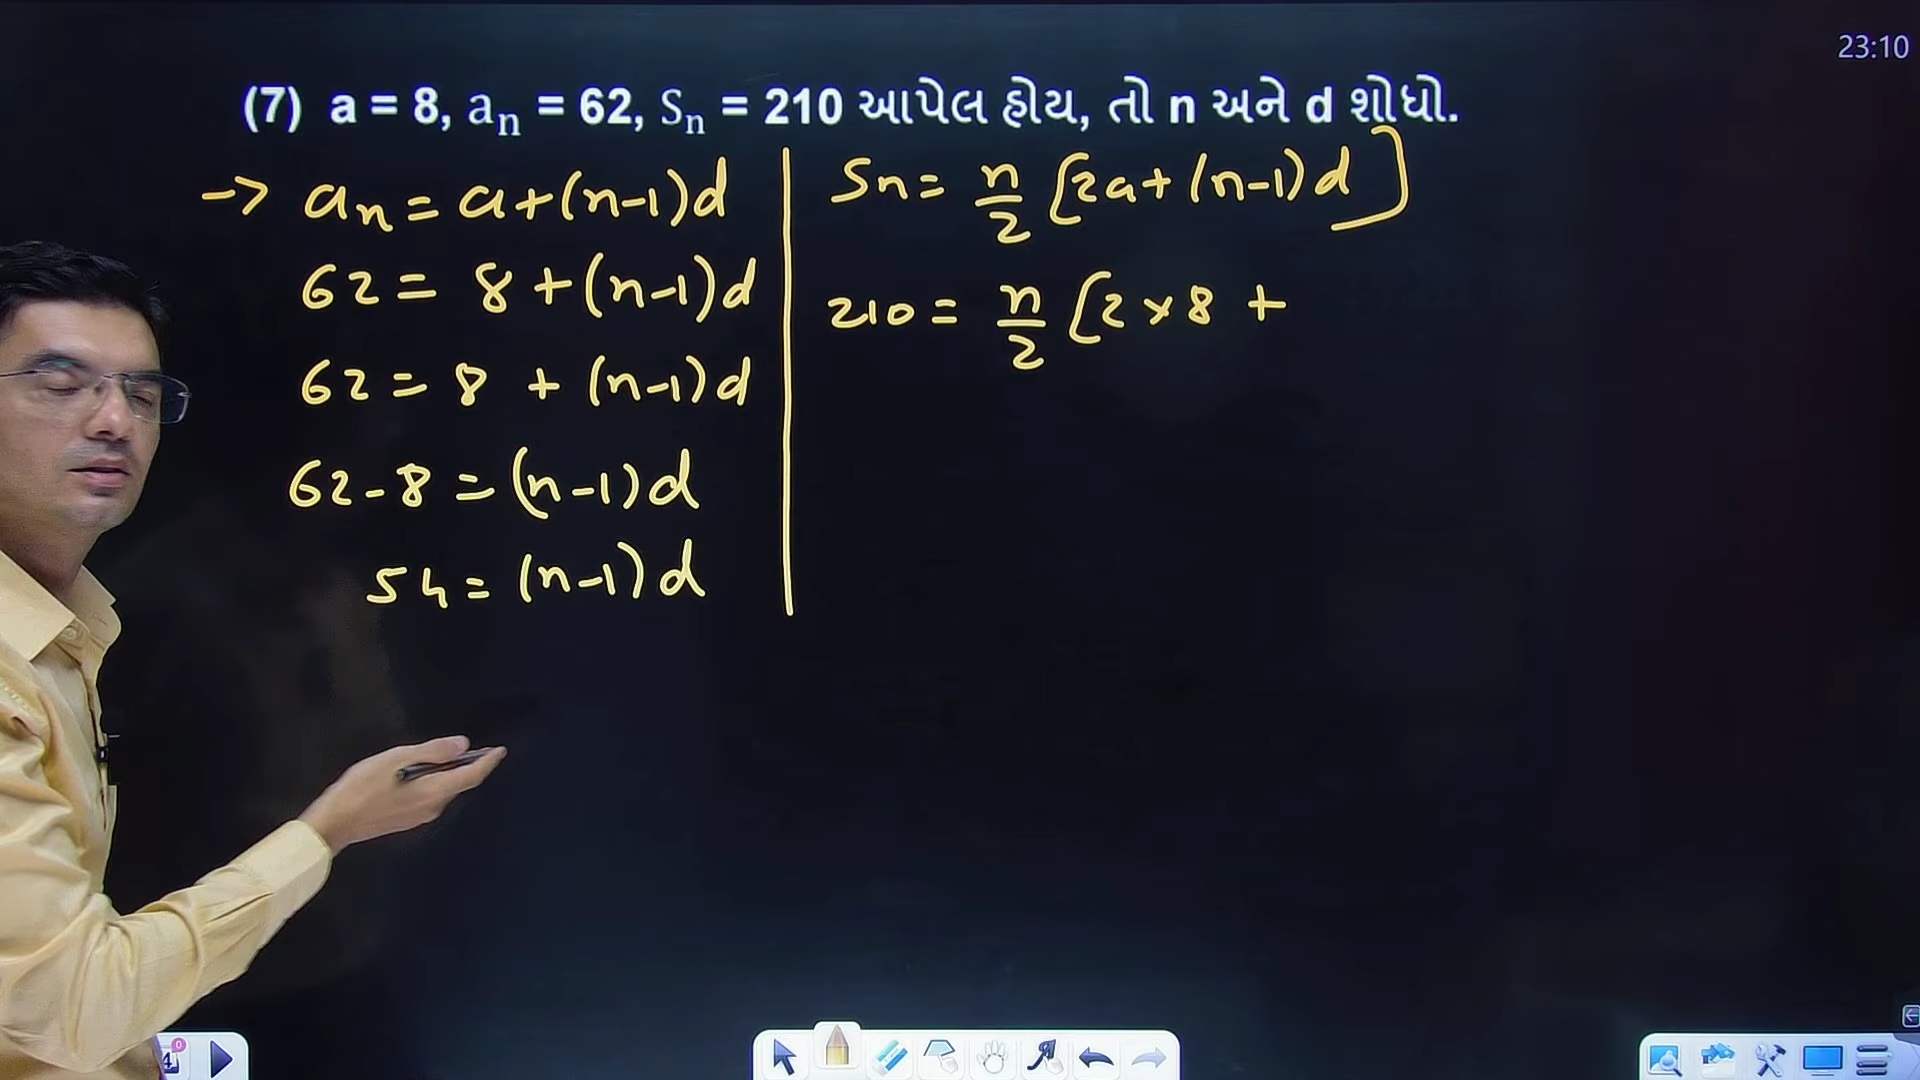 23:10
(7) a = 8, aₙ = 62, Sₙ = 210 આપેલ હોય, તો n અને d શોધો.
-> an = a+(n-1)d
62 = 8+(n-1)d
62 = 8 + (n-1)d
62-8 = (n-1)d
54 = (n-1)d
Sn = n/2 [2a+(n-1)d]
210 = n/2 [2×8 +